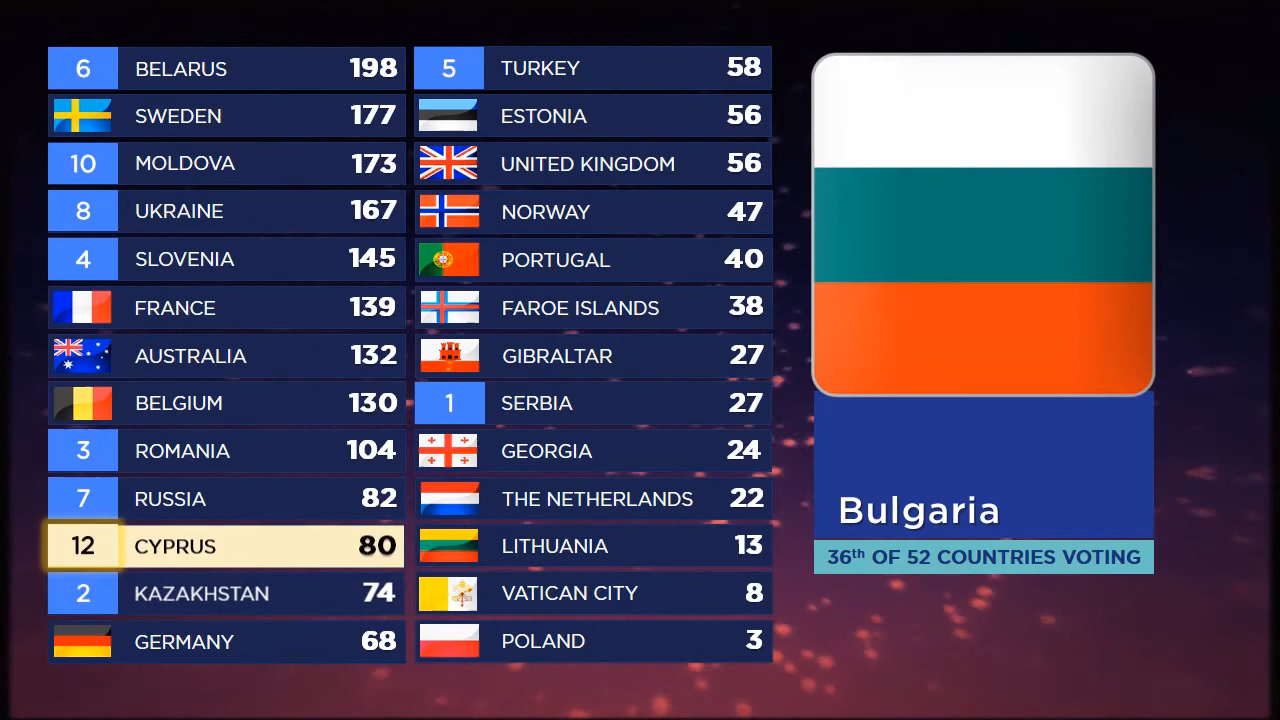 6 BELARUS 198
SWEDEN 177
10 MOLDOVA 173
8 UKRAINE 167
4 SLOVENIA 145
FRANCE 139
AUSTRALIA 132
BELGIUM 130
3 ROMANIA 104
7 RUSSIA 82
12 CYPRUS 80
2 KAZAKHSTAN 74
GERMANY 68
5 TURKEY 58
ESTONIA 56
UNITED KINGDOM 56
NORWAY 47
PORTUGAL 40
FAROE ISLANDS 38
GIBRALTAR 27
1 SERBIA 27
GEORGIA 24
THE NETHERLANDS 22
LITHUANIA 13
VATICAN CITY 8
POLAND 3
Bulgaria
36th OF 52 COUNTRIES VOTING